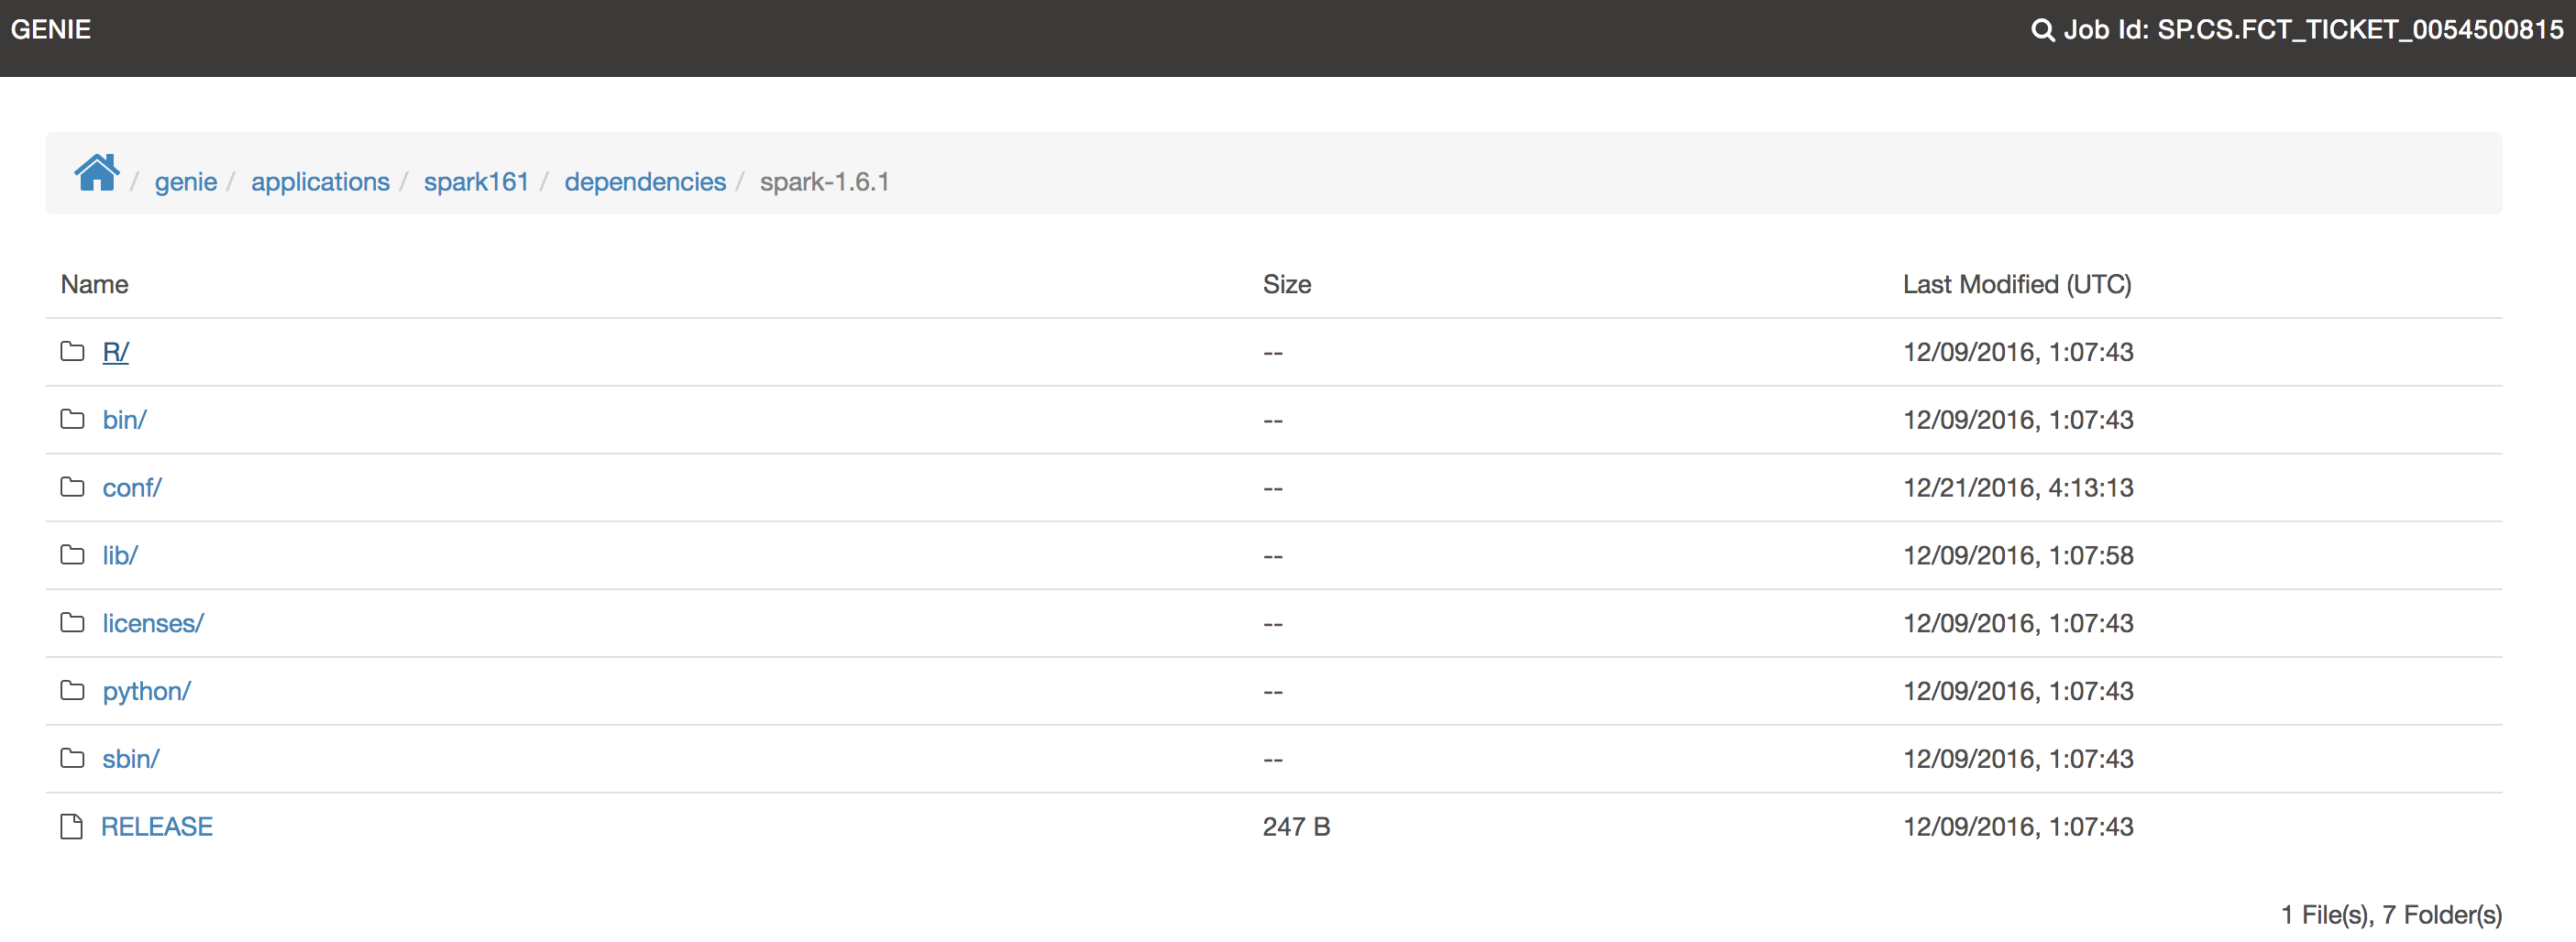 GENIE Job Id: SP.CS.FCT_TICKET_0054500815
/ genie / applications / spark161 / dependencies / spark-1.6.1
Name Size Last Modified (UTC)
R/ -- 12/09/2016, 1:07:43
bin/ -- 12/09/2016, 1:07:43
conf/ -- 12/21/2016, 4:13:13
lib/ -- 12/09/2016, 1:07:58
licenses/ -- 12/09/2016, 1:07:43
python/ -- 12/09/2016, 1:07:43
sbin/ -- 12/09/2016, 1:07:43
RELEASE 247 B 12/09/2016, 1:07:43
1 File(s), 7 Folder(s)